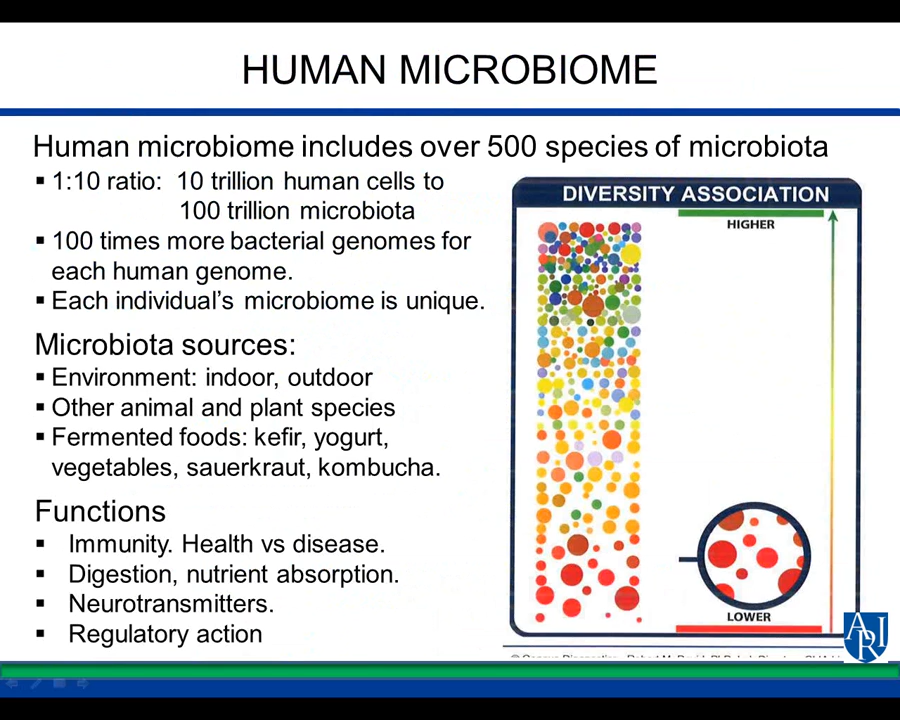 HUMAN MICROBIOME
Human microbiome includes over 500 species of microbiota
▪ 1:10 ratio: 10 trillion human cells to
100 trillion microbiota
▪ 100 times more bacterial genomes for
each human genome.
▪ Each individual's microbiome is unique.
Microbiota sources:
▪ Environment: indoor, outdoor
▪ Other animal and plant species
▪ Fermented foods: kefir, yogurt,
vegetables, sauerkraut, kombucha.
Functions
▪ Immunity. Health vs disease.
▪ Digestion, nutrient absorption.
▪ Neurotransmitters.
▪ Regulatory action
DIVERSITY ASSOCIATION
HIGHER
LOWER
ARI